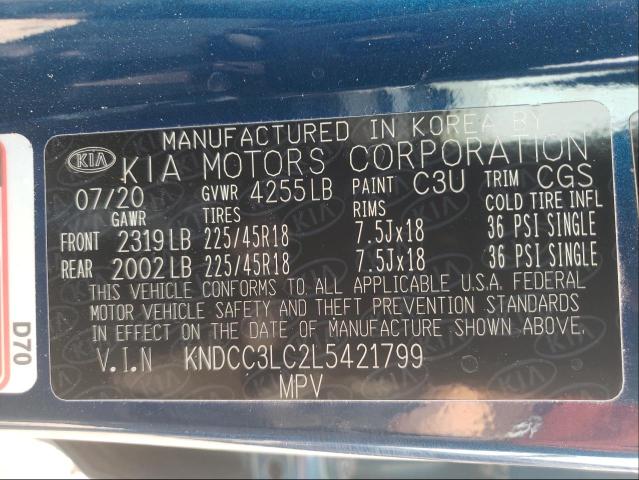 MANUFACTURED IN KOREA BY
KIA KIA MOTORS CORPORATION
07/20 GVWR 4255LB PAINT C3U TRIM CGS
GAWR TIRES RIMS COLD TIRE INFL
FRONT 2319LB 225/45R18 7.5Jx18 36 PSI SINGLE
REAR 2002LB 225/45R18 7.5Jx18 36 PSI SINGLE
THIS VEHICLE CONFORMS TO ALL APPLICABLE U.S.A. FEDERAL
MOTOR VEHICLE SAFETY AND THEFT PREVENTION STANDARDS
IN EFFECT ON THE DATE OF MANUFACTURE SHOWN ABOVE.
V.I.N KNDCC3LC2L5421799
MPV
D70